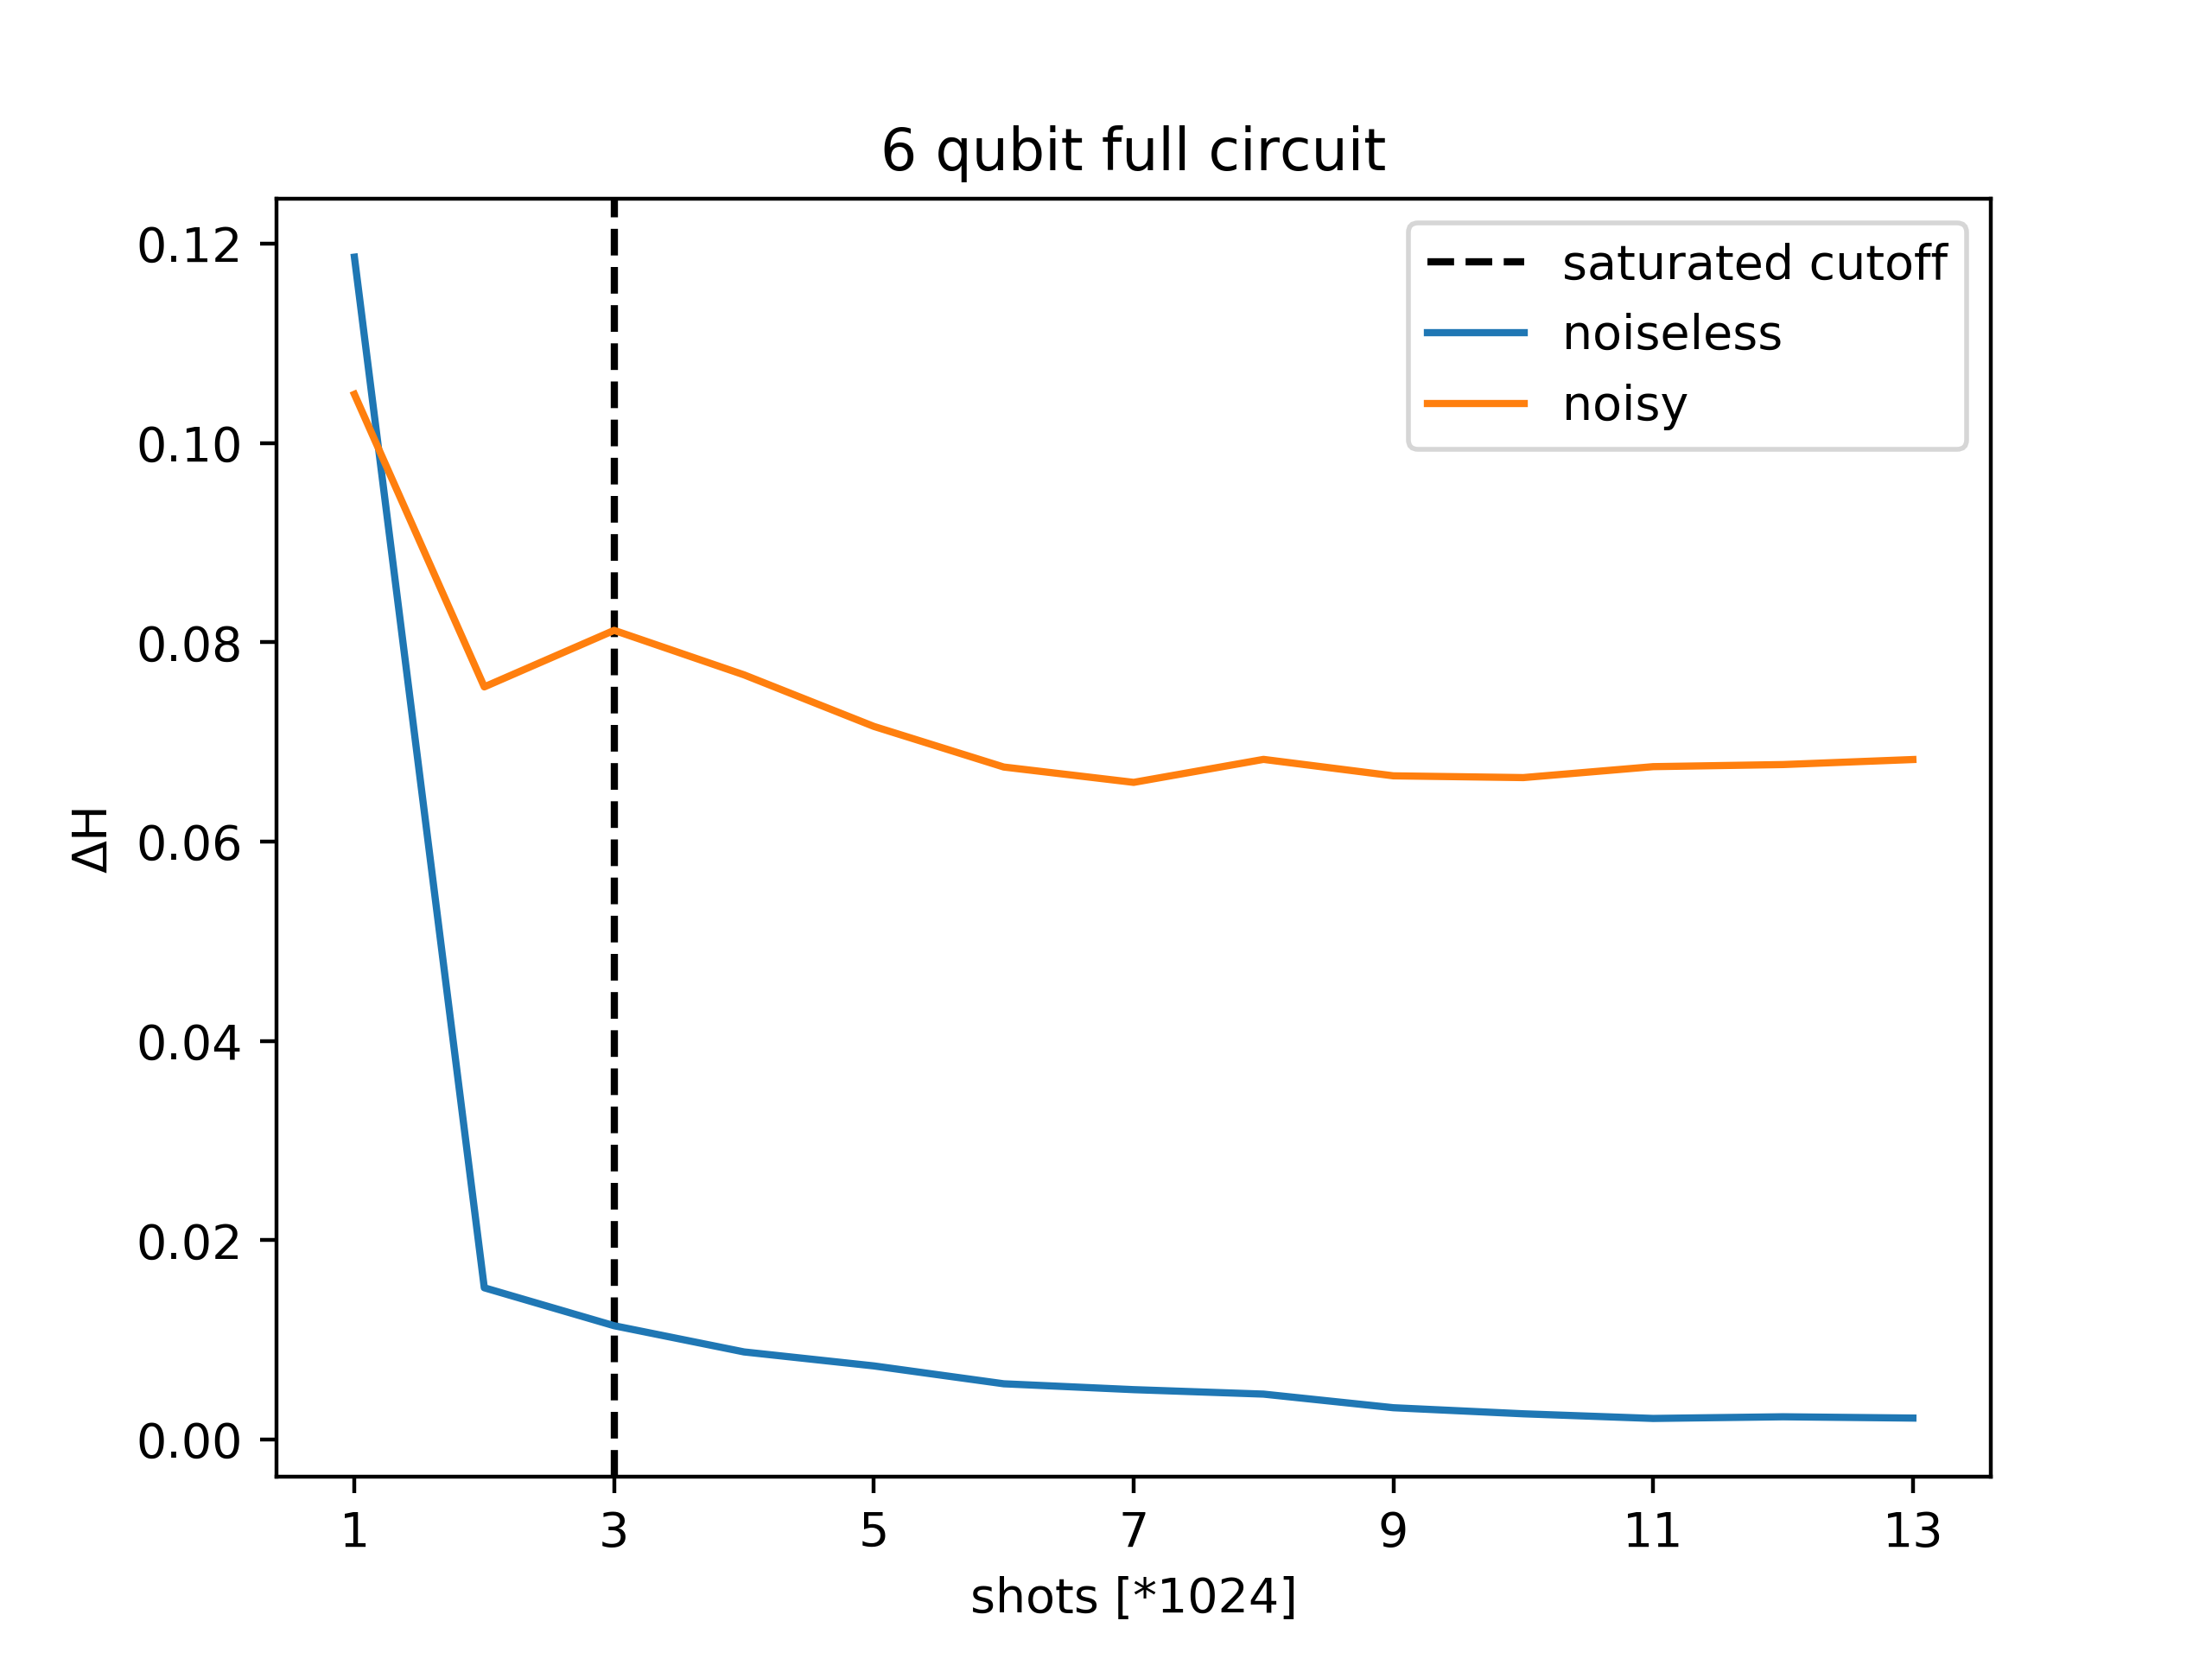 6 qubit full circuit
saturated cutoff
noiseless
noisy
0.12
0.10
0.08
0.06
0.04
0.02
0.00
ΔH
1 3 5 7 9 11 13
shots [*1024]